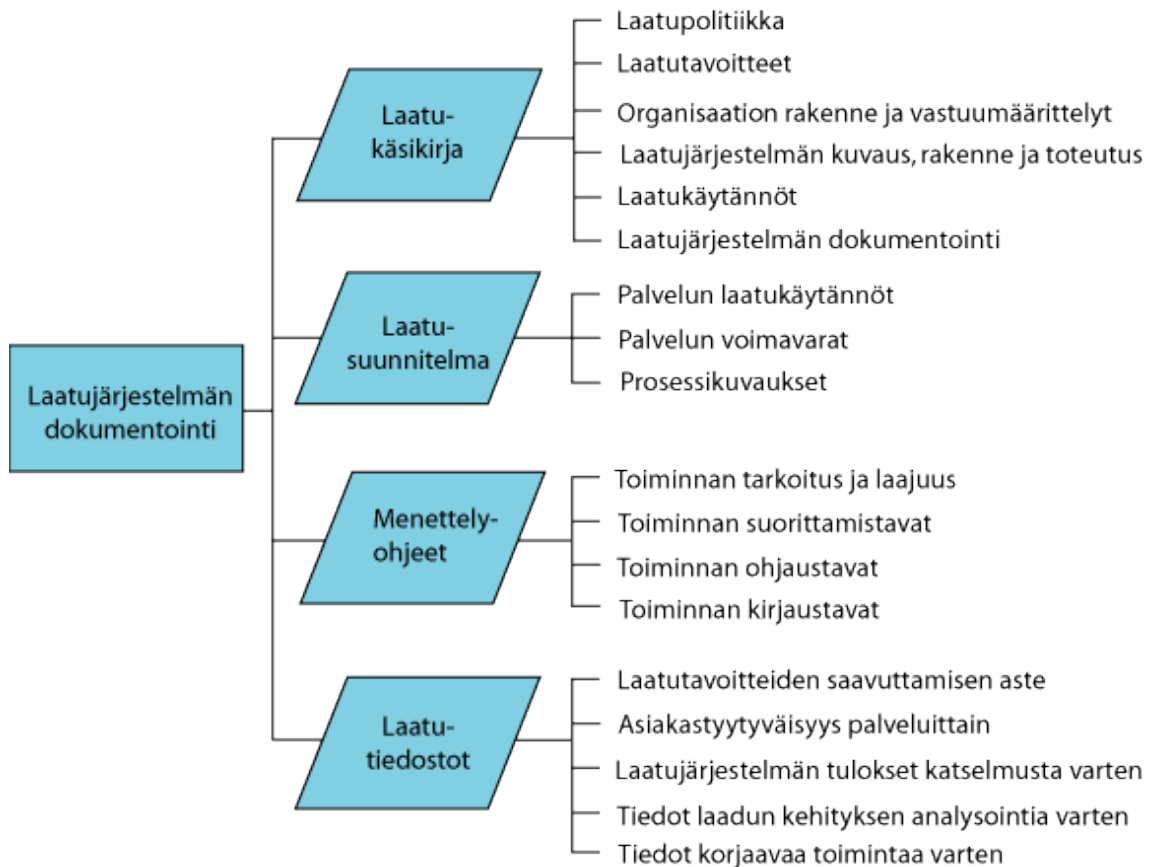 Laatujärjestelmän
dokumentointi
Laatu-
käsikirja
Laatupolitiikka
Laatutavoitteet
Organisaation rakenne ja vastuumäärittelyt
Laatujärjestelmän kuvaus, rakenne ja toteutus
Laatukäytännöt
Laatujärjestelmän dokumentointi
Laatu-
suunnitelma
Palvelun laatukäytännöt
Palvelun voimavarat
Prosessikuvaukset
Menettely-
ohjeet
Toiminnan tarkoitus ja laajuus
Toiminnan suorittamistavat
Toiminnan ohjaustavat
Toiminnan kirjaustavat
Laatu-
tiedostot
Laatutavoitteiden saavuttamisen aste
Asiakastyytyväisyys palveluittain
Laatujärjestelmän tulokset katselmusta varten
Tiedot laadun kehityksen analysointia varten
Tiedot korjaavaa toimintaa varten